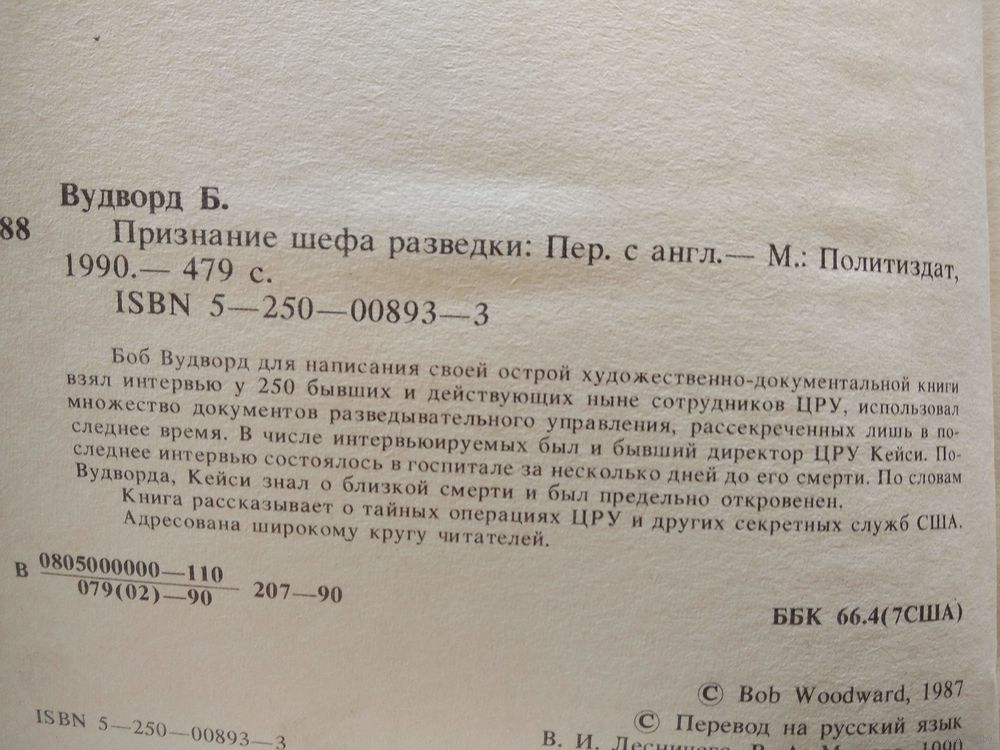 Вудворд Б.
88
Признание шефа разведки: Пер. с англ.— М.: Политиздат,
1990.— 479 с.
ISBN 5—250—00893—3
Боб Вудворд для написания своей острой художественно-документальной книги
взял интервью у 250 бывших и действующих ныне сотрудников ЦРУ, использовал
множество документов разведывательного управления, рассекреченных лишь в по-
следнее время. В числе интервьюируемых был и бывший директор ЦРУ Кейси. По-
следнее интервью состоялось в госпитале за несколько дней до его смерти. По словам
Вудворда, Кейси знал о близкой смерти и был предельно откровенен.
Книга рассказывает о тайных операциях ЦРУ и других секретных служб США.
Адресована широкому кругу читателей.
В 0805000000—110
079(02)—90
207—90
ББК 66.4(7США)
© Bob Woodward, 1987
© Перевод на русский язык
ISBN 5—250—00893—3
В. И.